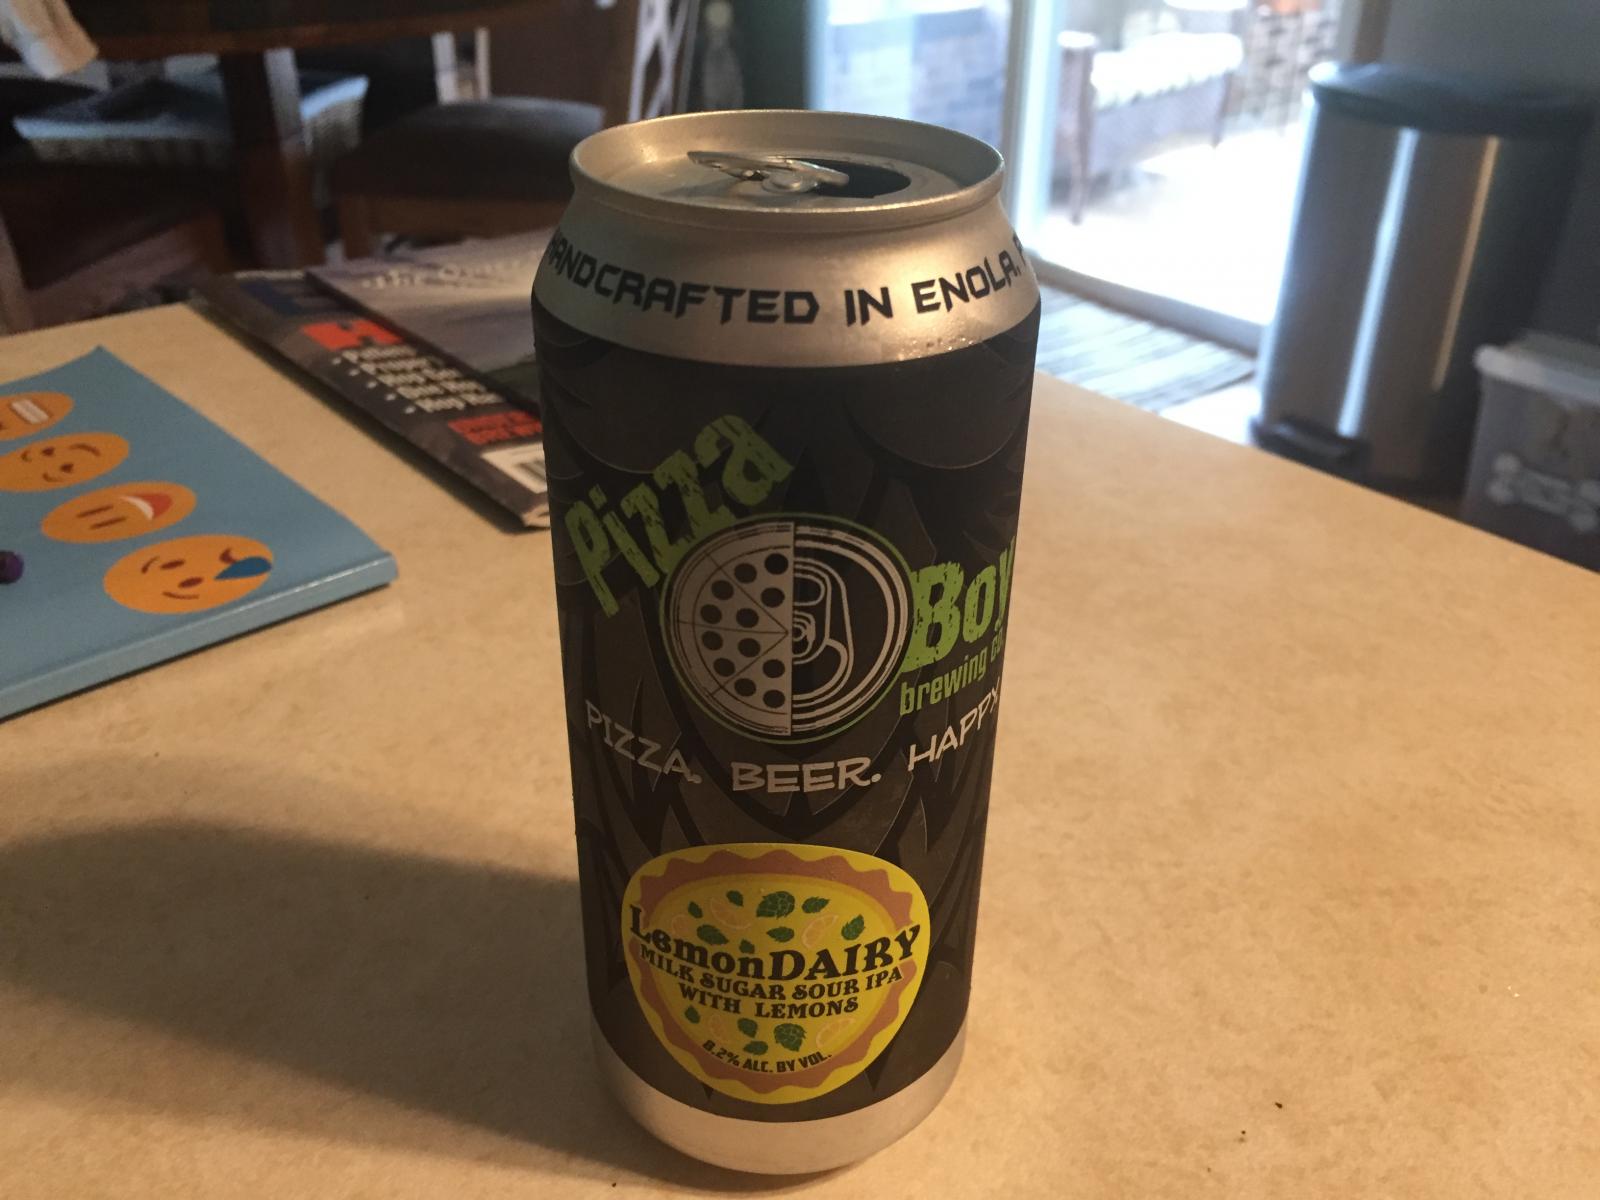 HANDCRAFTED IN ENOLA,
Pizza
Boy
brewing co.
PIZZA. BEER. HAPPY
LemonDAIRY
MILK SUGAR SOUR IPA
WITH LEMONS
8.2% ALC. BY VOL.